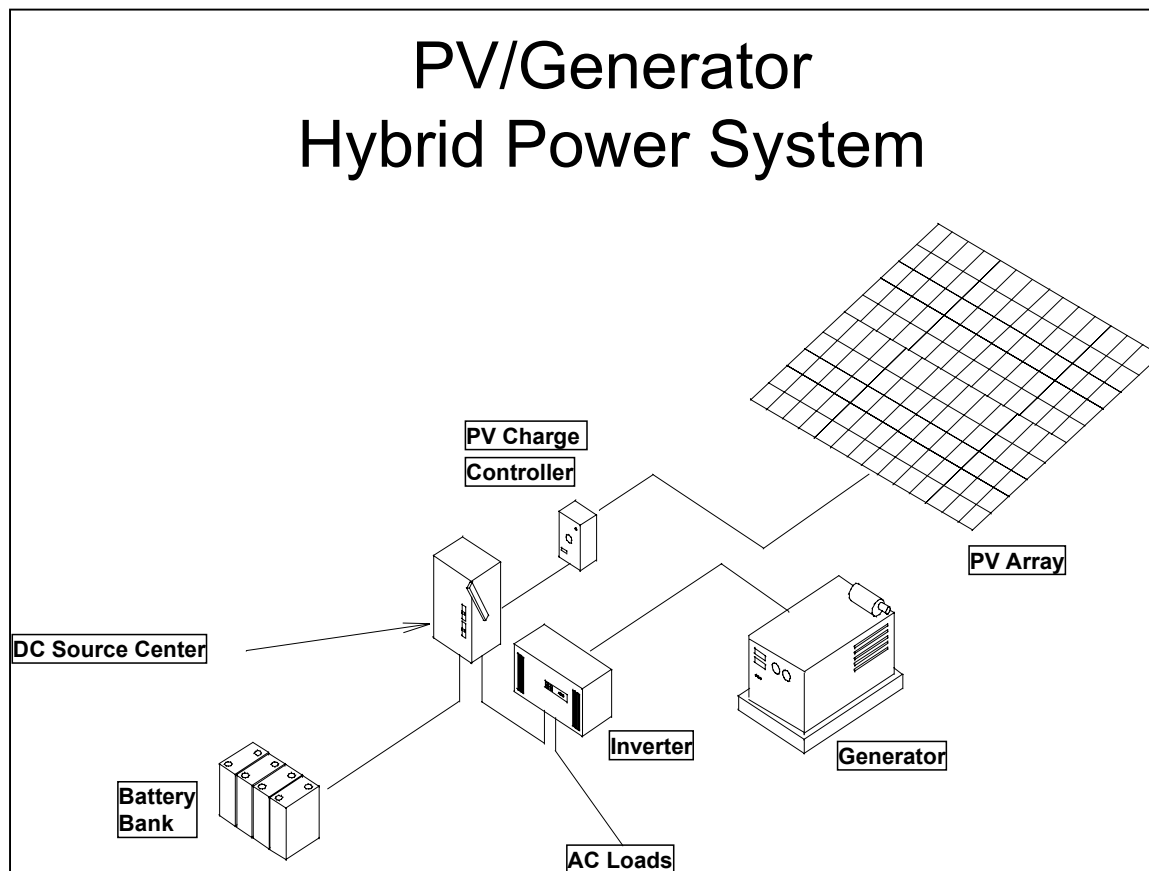 PV/Generator
Hybrid Power System
PV Charge
Controller
PV Array
DC Source Center
Inverter
Generator
Battery
Bank
AC Loads